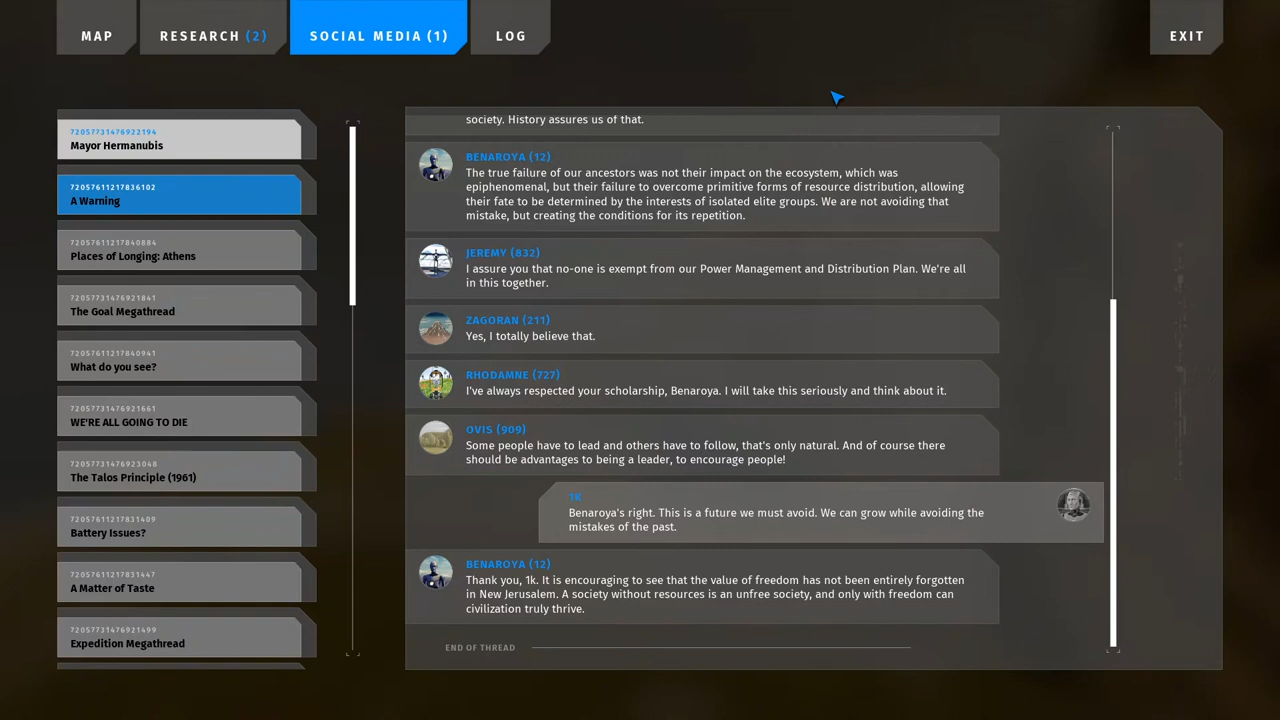 MAP
RESEARCH (2)
SOCIAL MEDIA (1)
LOG
EXIT
72057731476922194
Mayor Hermanubis
72057611217836102
A Warning
72057611217840884
Places of Longing: Athens
72057731476921841
The Goal Megathread
72057611217840941
What do you see?
72057731476921661
WE'RE ALL GOING TO DIE
72057731476923048
The Talos Principle (1961)
72057611217831409
Battery Issues?
72057611217831447
A Matter of Taste
72057731476921499
Expedition Megathread
society. History assures us of that.
BENAROYA (12)
The true failure of our ancestors was not their impact on the ecosystem, which was
epiphenomenal, but their failure to overcome primitive forms of resource distribution, allowing
their fate to be determined by the interests of isolated elite groups. We are not avoiding that
mistake, but creating the conditions for its repetition.
JEREMY (832)
I assure you that no-one is exempt from our Power Management and Distribution Plan. We're all
in this together.
ZAGORAN (211)
Yes, I totally believe that.
RHODAMNE (727)
I've always respected your scholarship, Benaroya. I will take this seriously and think about it.
OVIS (909)
Some people have to lead and others have to follow, that's only natural. And of course there
should be advantages to being a leader, to encourage people!
1K
Benaroya's right. This is a future we must avoid. We can grow while avoiding the
mistakes of the past.
BENAROYA (12)
Thank you, 1k. It is encouraging to see that the value of freedom has not been entirely forgotten
in New Jerusalem. A society without resources is an unfree society, and only with freedom can
civilization truly thrive.
END OF THREAD